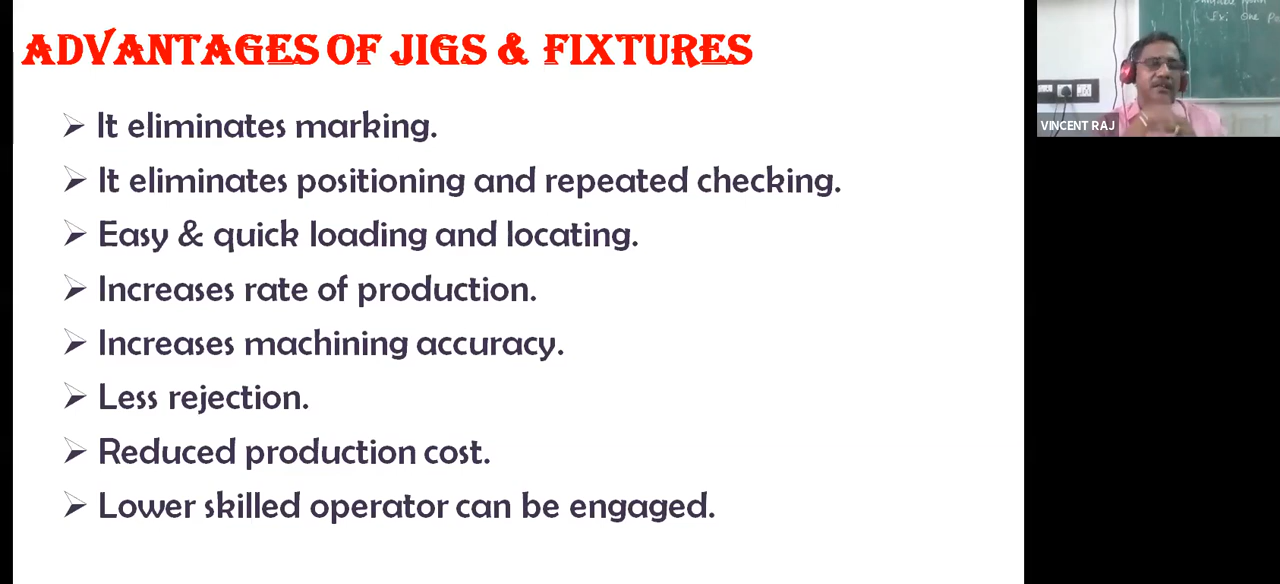 ADVANTAGES OF JIGS & FIXTURES
It eliminates marking.
It eliminates positioning and repeated checking.
Easy & quick loading and locating.
Increases rate of production.
Increases machining accuracy.
Less rejection.
Reduced production cost.
Lower skilled operator can be engaged.
Ex: One
VINCENT RAJ